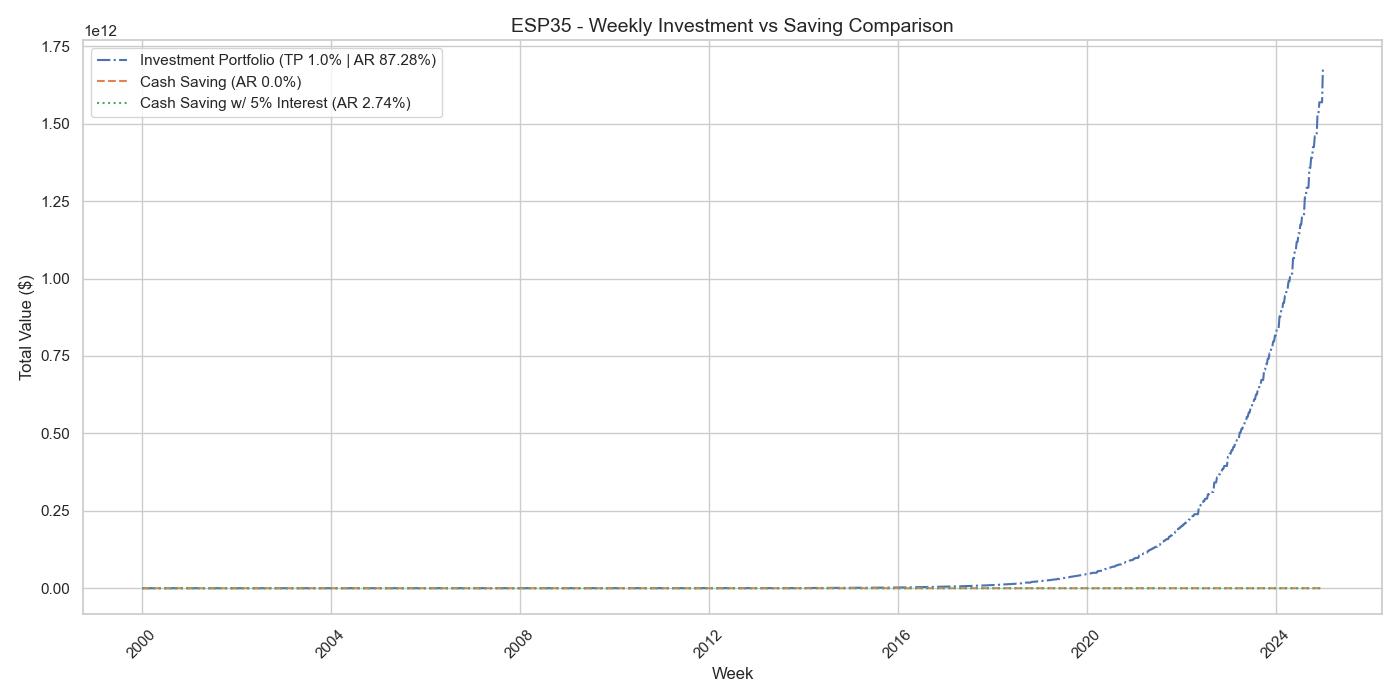 ESP35 - Weekly Investment vs Saving Comparison
1e12
Investment Portfolio (TP 1.0% | AR 87.28%)
Cash Saving (AR 0.0%)
Cash Saving w/ 5% Interest (AR 2.74%)
Total Value ($)
1.75
1.50
1.25
1.00
0.75
0.50
0.25
0.00
2000
2004
2008
2012
2016
2020
2024
Week